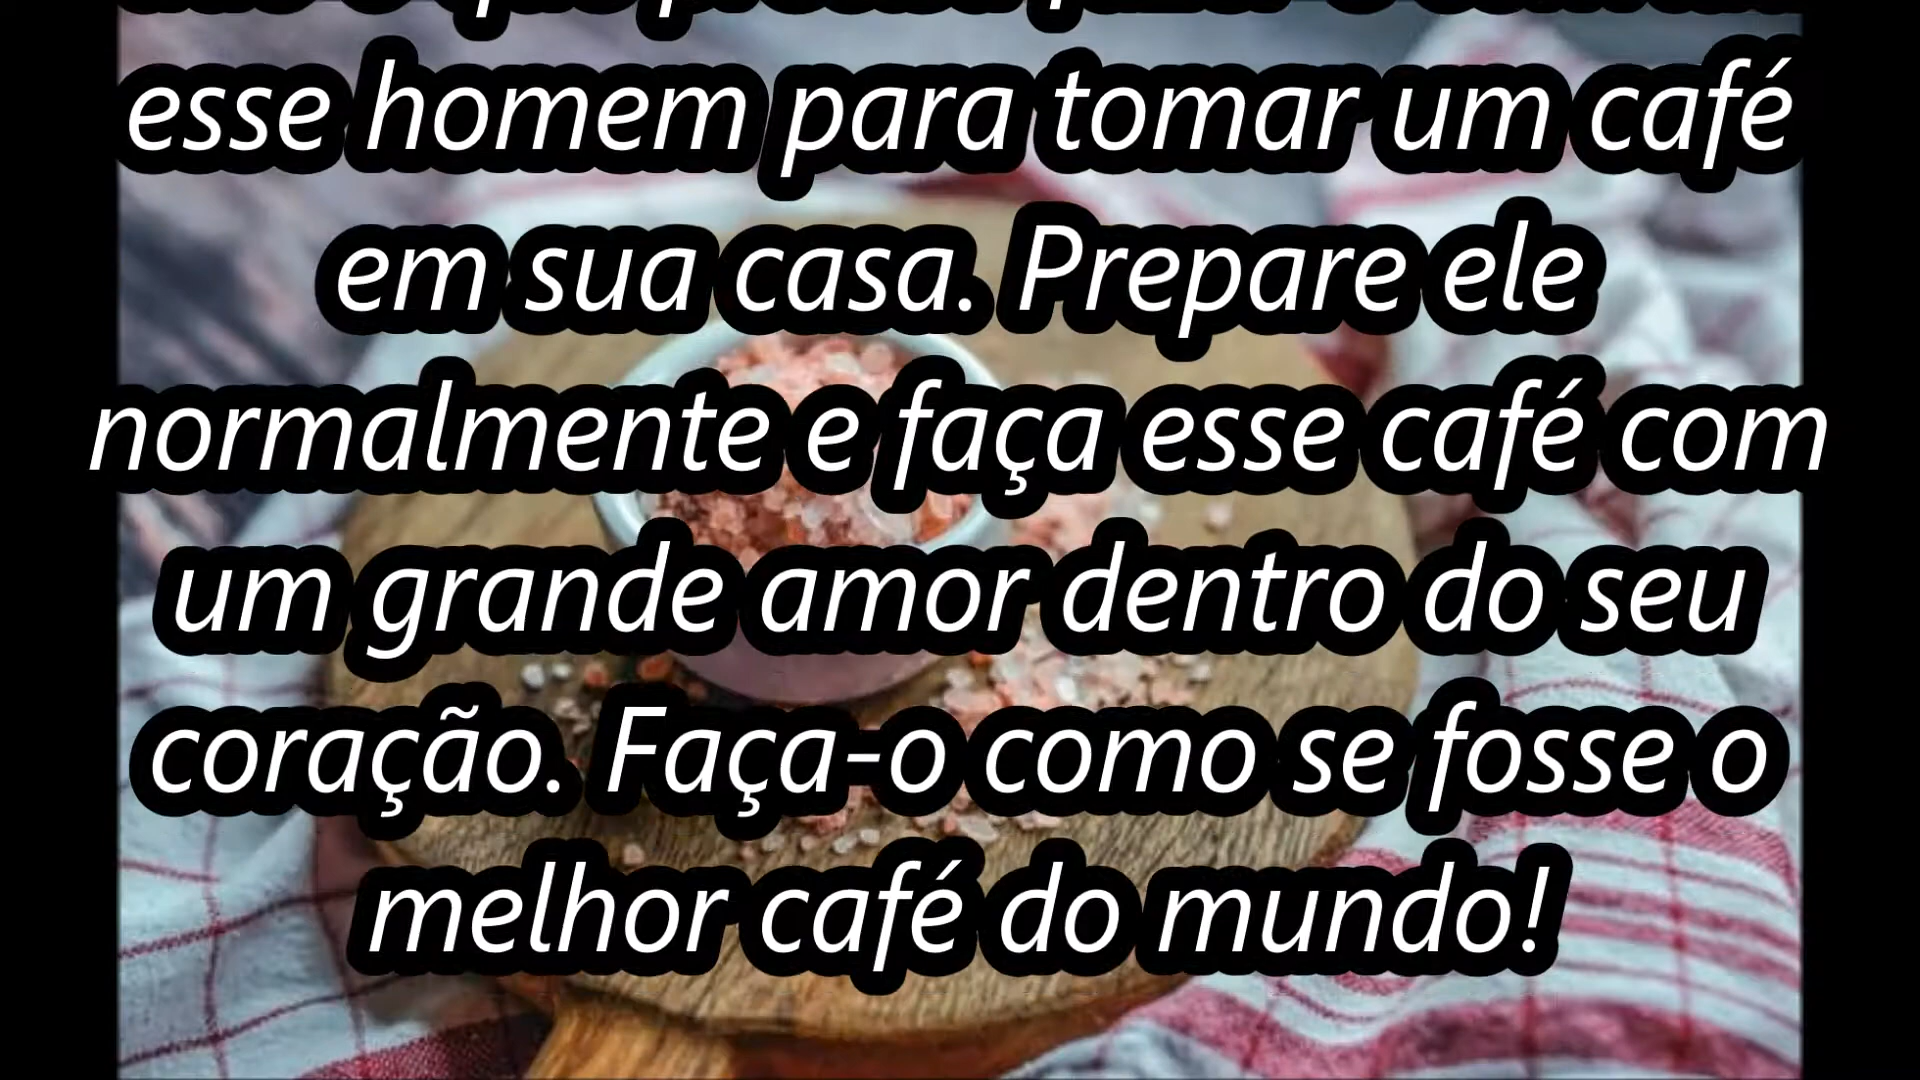 esse homem para tomar um café
em sua casa. Prepare ele
normalmente e faça esse café com
um grande amor dentro do seu
coração. Faça-o como se fosse o
melhor café do mundo!